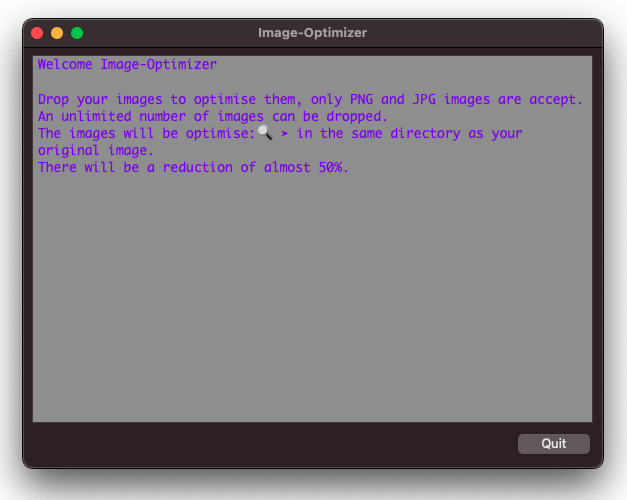 Image-Optimizer
Welcome Image-Optimizer
Drop your images to optimise them, only PNG and JPG images are accept.
An unlimited number of images can be dropped.
The images will be optimise:🔍 ➤ in the same directory as your
original image.
There will be a reduction of almost 50%.
Quit